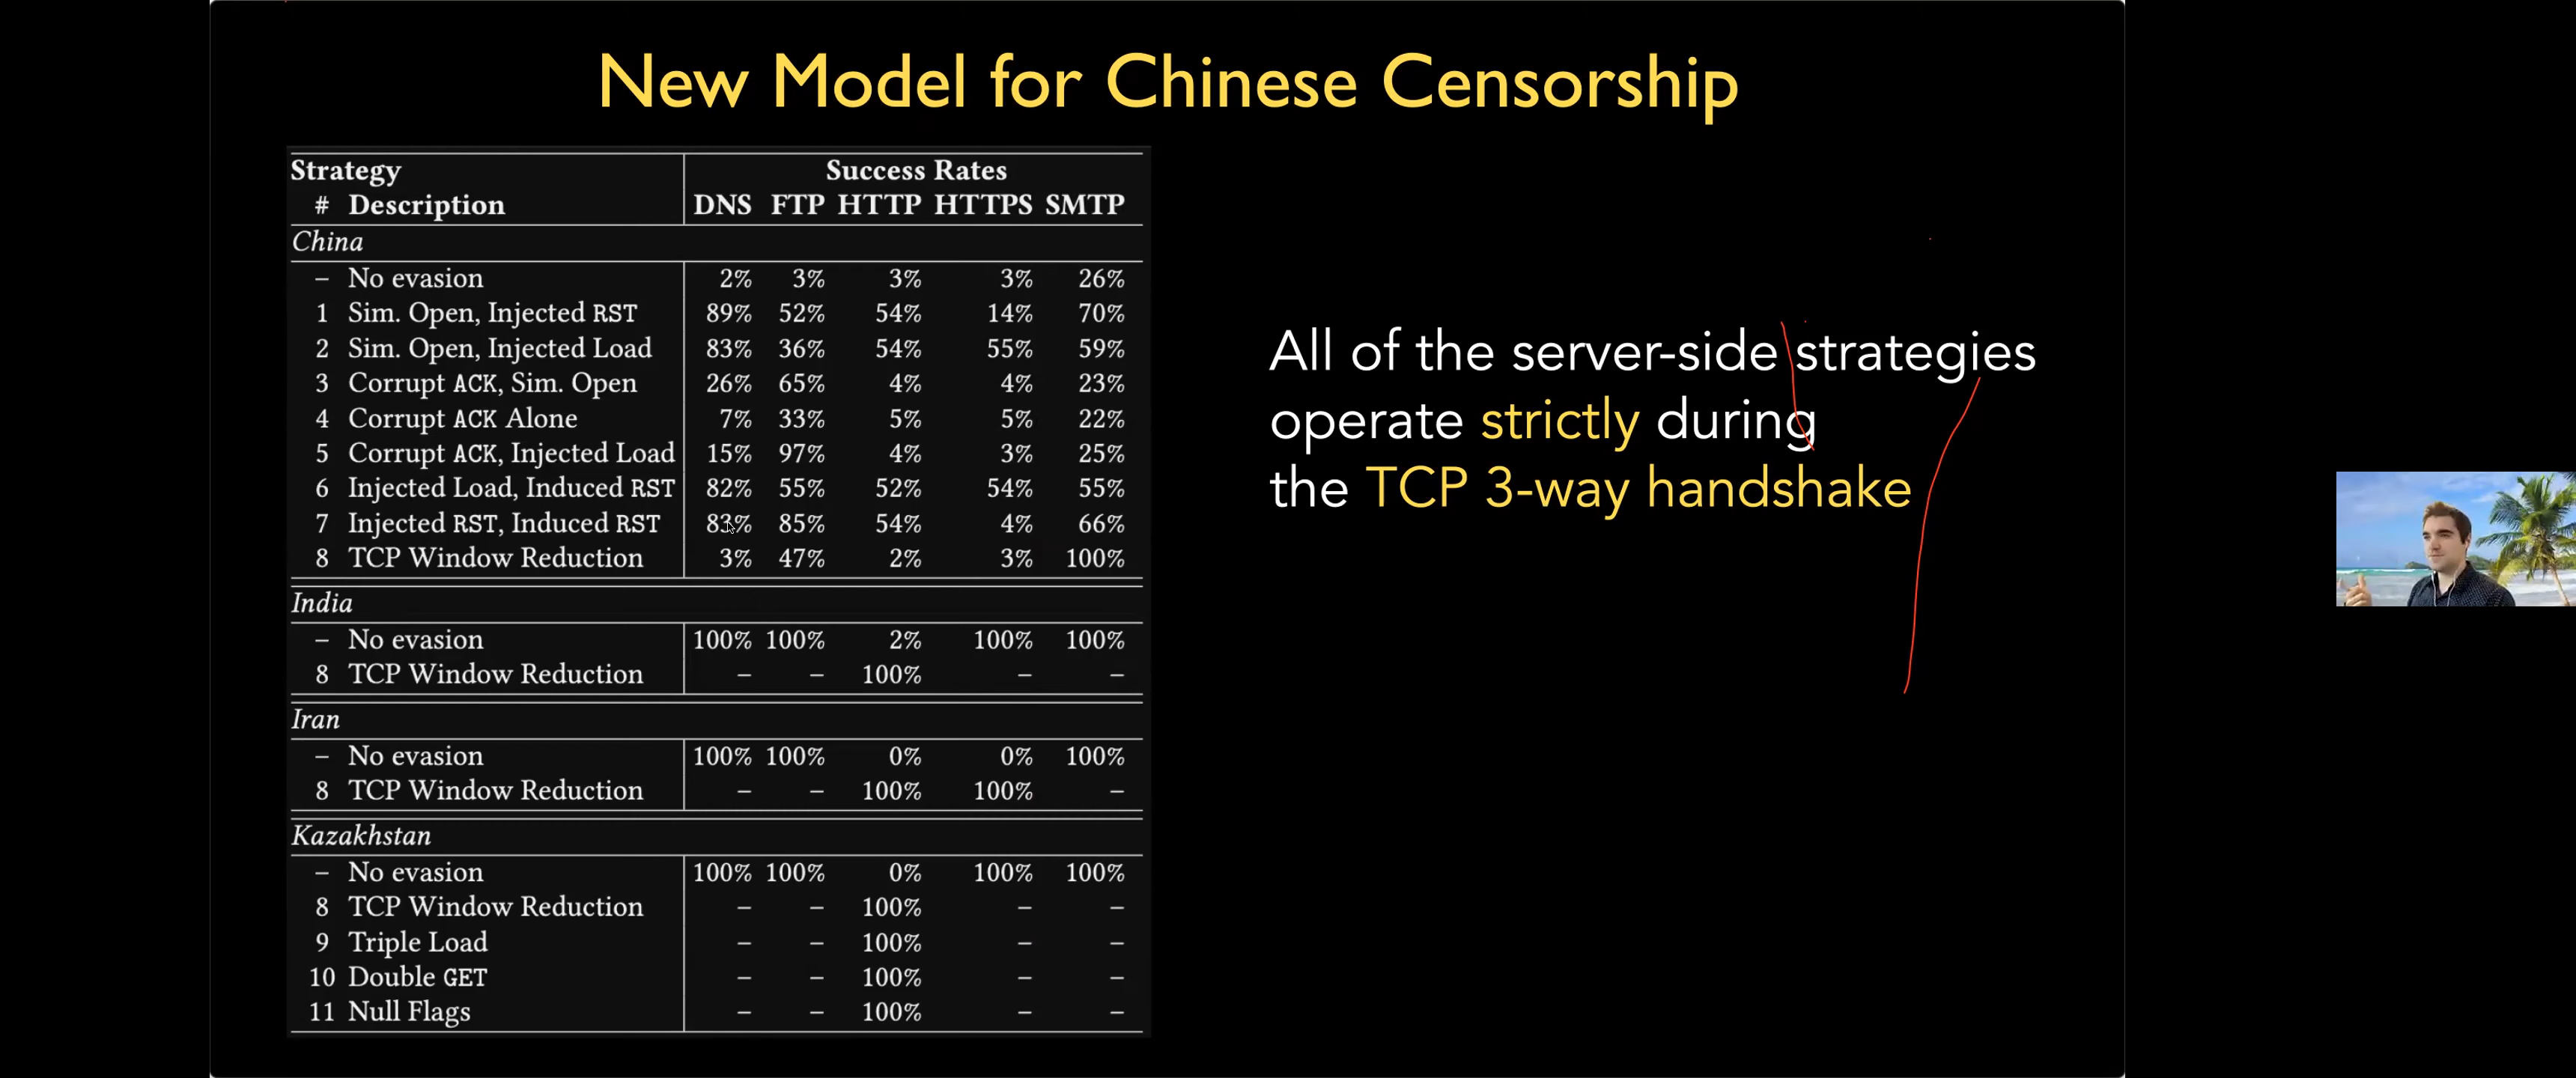 New Model for Chinese Censorship
Strategy Success Rates
# Description DNS FTP HTTP HTTPS SMTP
China
– No evasion 2% 3% 3% 3% 26%
1 Sim. Open, Injected RST 89% 52% 54% 14% 70%
2 Sim. Open, Injected Load 83% 36% 54% 55% 59%
3 Corrupt ACK, Sim. Open 26% 65% 4% 4% 23%
4 Corrupt ACK Alone 7% 33% 5% 5% 22%
5 Corrupt ACK, Injected Load 15% 97% 4% 3% 25%
6 Injected Load, Induced RST 82% 55% 52% 54% 55%
7 Injected RST, Induced RST 83% 85% 54% 4% 66%
8 TCP Window Reduction 3% 47% 2% 3% 100%
India
– No evasion 100% 100% 2% 100% 100%
8 TCP Window Reduction – – 100% – –
Iran
– No evasion 100% 100% 0% 0% 100%
8 TCP Window Reduction – – 100% 100% –
Kazakhstan
– No evasion 100% 100% 0% 100% 100%
8 TCP Window Reduction – – 100% – –
9 Triple Load – – 100% – –
10 Double GET – – 100% – –
11 Null Flags – – 100% – –
All of the server-side strategies
operate strictly during
the TCP 3-way handshake